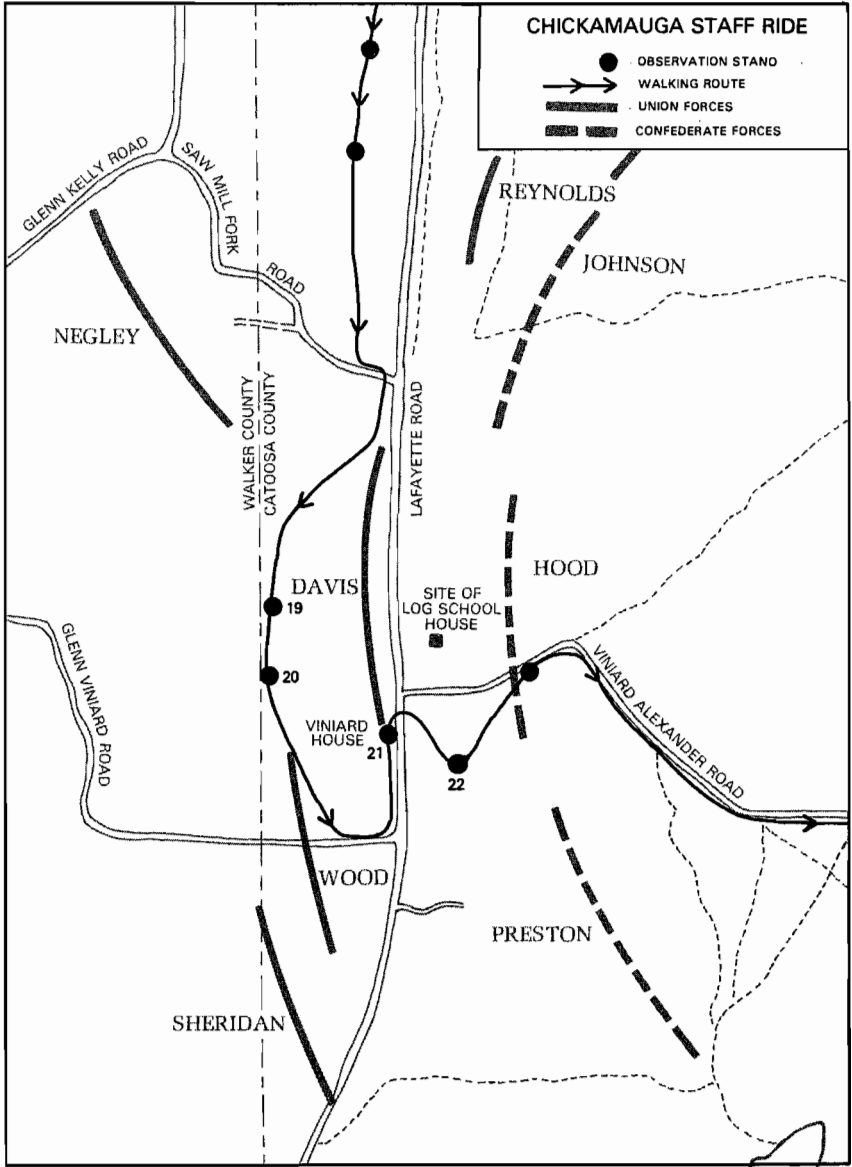 CHICKAMAUGA STAFF RIDE
OBSERVATION STAND
WALKING ROUTE
UNION FORCES
CONFEDERATE FORCES
GLENN KELLY ROAD
SAW MILL FORK
ROAD
REYNOLDS
JOHNSON
NEGLEY
WALKER COUNTY
CATOOSA COUNTY
LAFAYETTE ROAD
HOOD
DAVIS
SITE OF
LOG SCHOOL
HOUSE
19
20
GLENN VINIARD ROAD
VINIARD
HOUSE
21
22
VINIARD ALEXANDER ROAD
WOOD
PRESTON
SHERIDAN